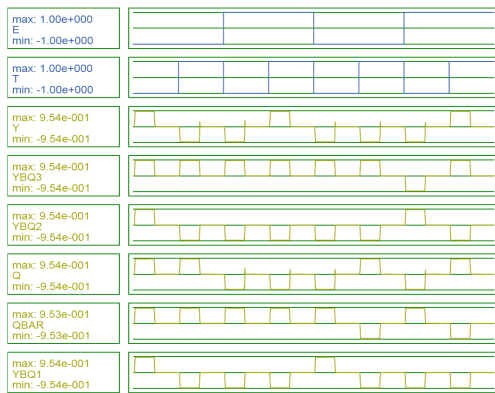 max: 1.00e+000
E
min: -1.00e+000
max: 1.00e+000
T
min: -1.00e+000
max: 9.54e-001
Y
min: -9.54e-001
max: 9.54e-001
YBQ3
min: -9.54e-001
max: 9.54e-001
YBQ2
min: -9.54e-001
max: 9.54e-001
Q
min: -9.54e-001
max: 9.53e-001
QBAR
min: -9.53e-001
max: 9.54e-001
YBQ1
min: -9.54e-001